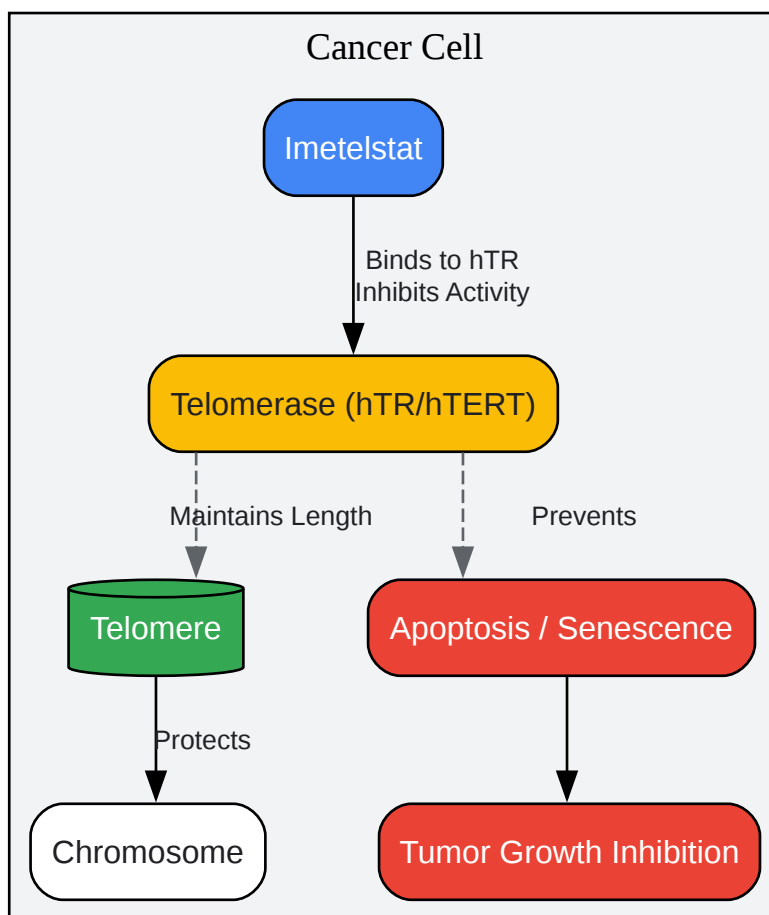 Cancer Cell
Imetelstat
Binds to hTR
Inhibits Activity
Telomerase (hTR/hTERT)
Maintains Length
Prevents
Telomere
Apoptosis / Senescence
Protects
Chromosome
Tumor Growth Inhibition